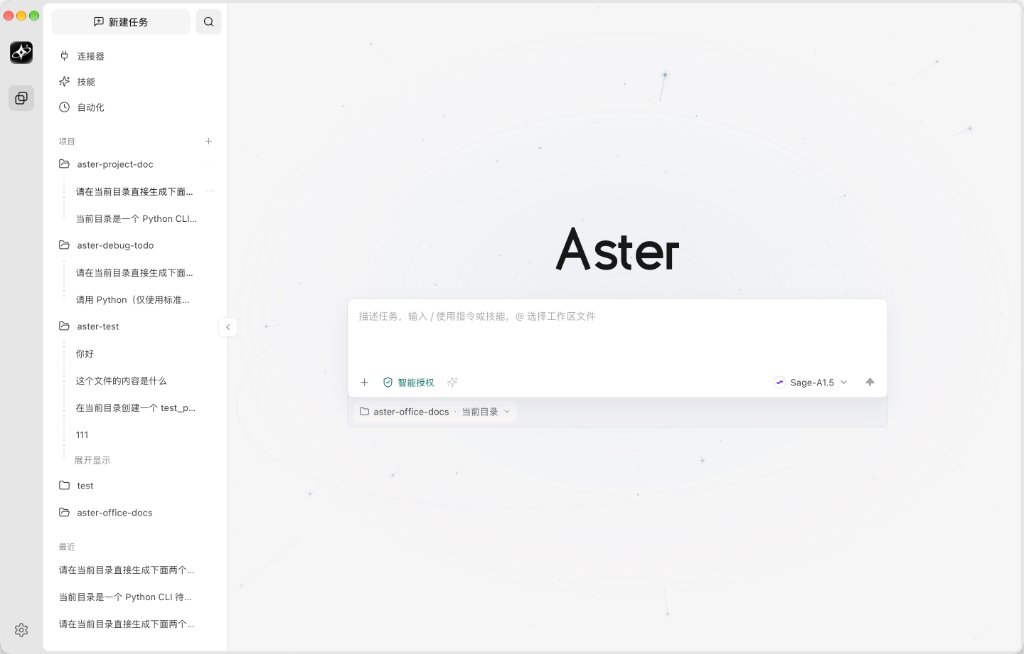 新建任务
连接器
技能
自动化
项目
aster-project-doc
请在当前目录直接生成下面...
当前目录是一个 Python CLI...
aster-debug-todo
请在当前目录直接生成下面...
请用 Python（仅使用标准...
aster-test
你好
这个文件的内容是什么
在当前目录创建一个 test_p...
111
展开显示
test
aster-office-docs
最近
请在当前目录直接生成下面两个...
当前目录是一个 Python CLI 待...
请在当前目录直接生成下面两个...
Aster
描述任务，输入 / 使用指令或技能，@ 选择工作区文件
智能授权
Sage-A1.5
aster-office-docs · 当前目录